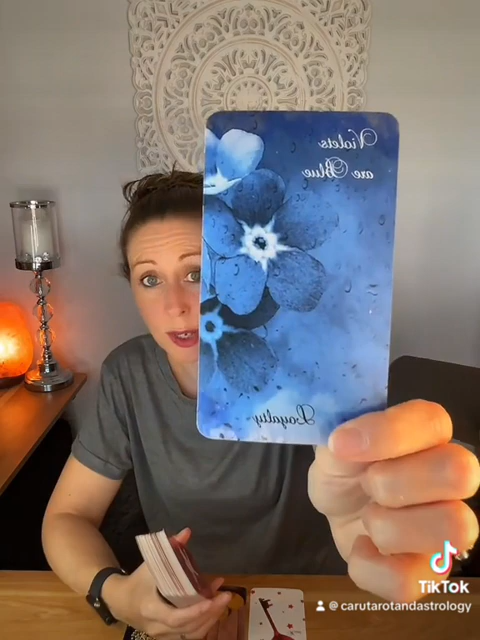 Violets
are Blue
Loyalty
TikTok
@ carutarotandastrology